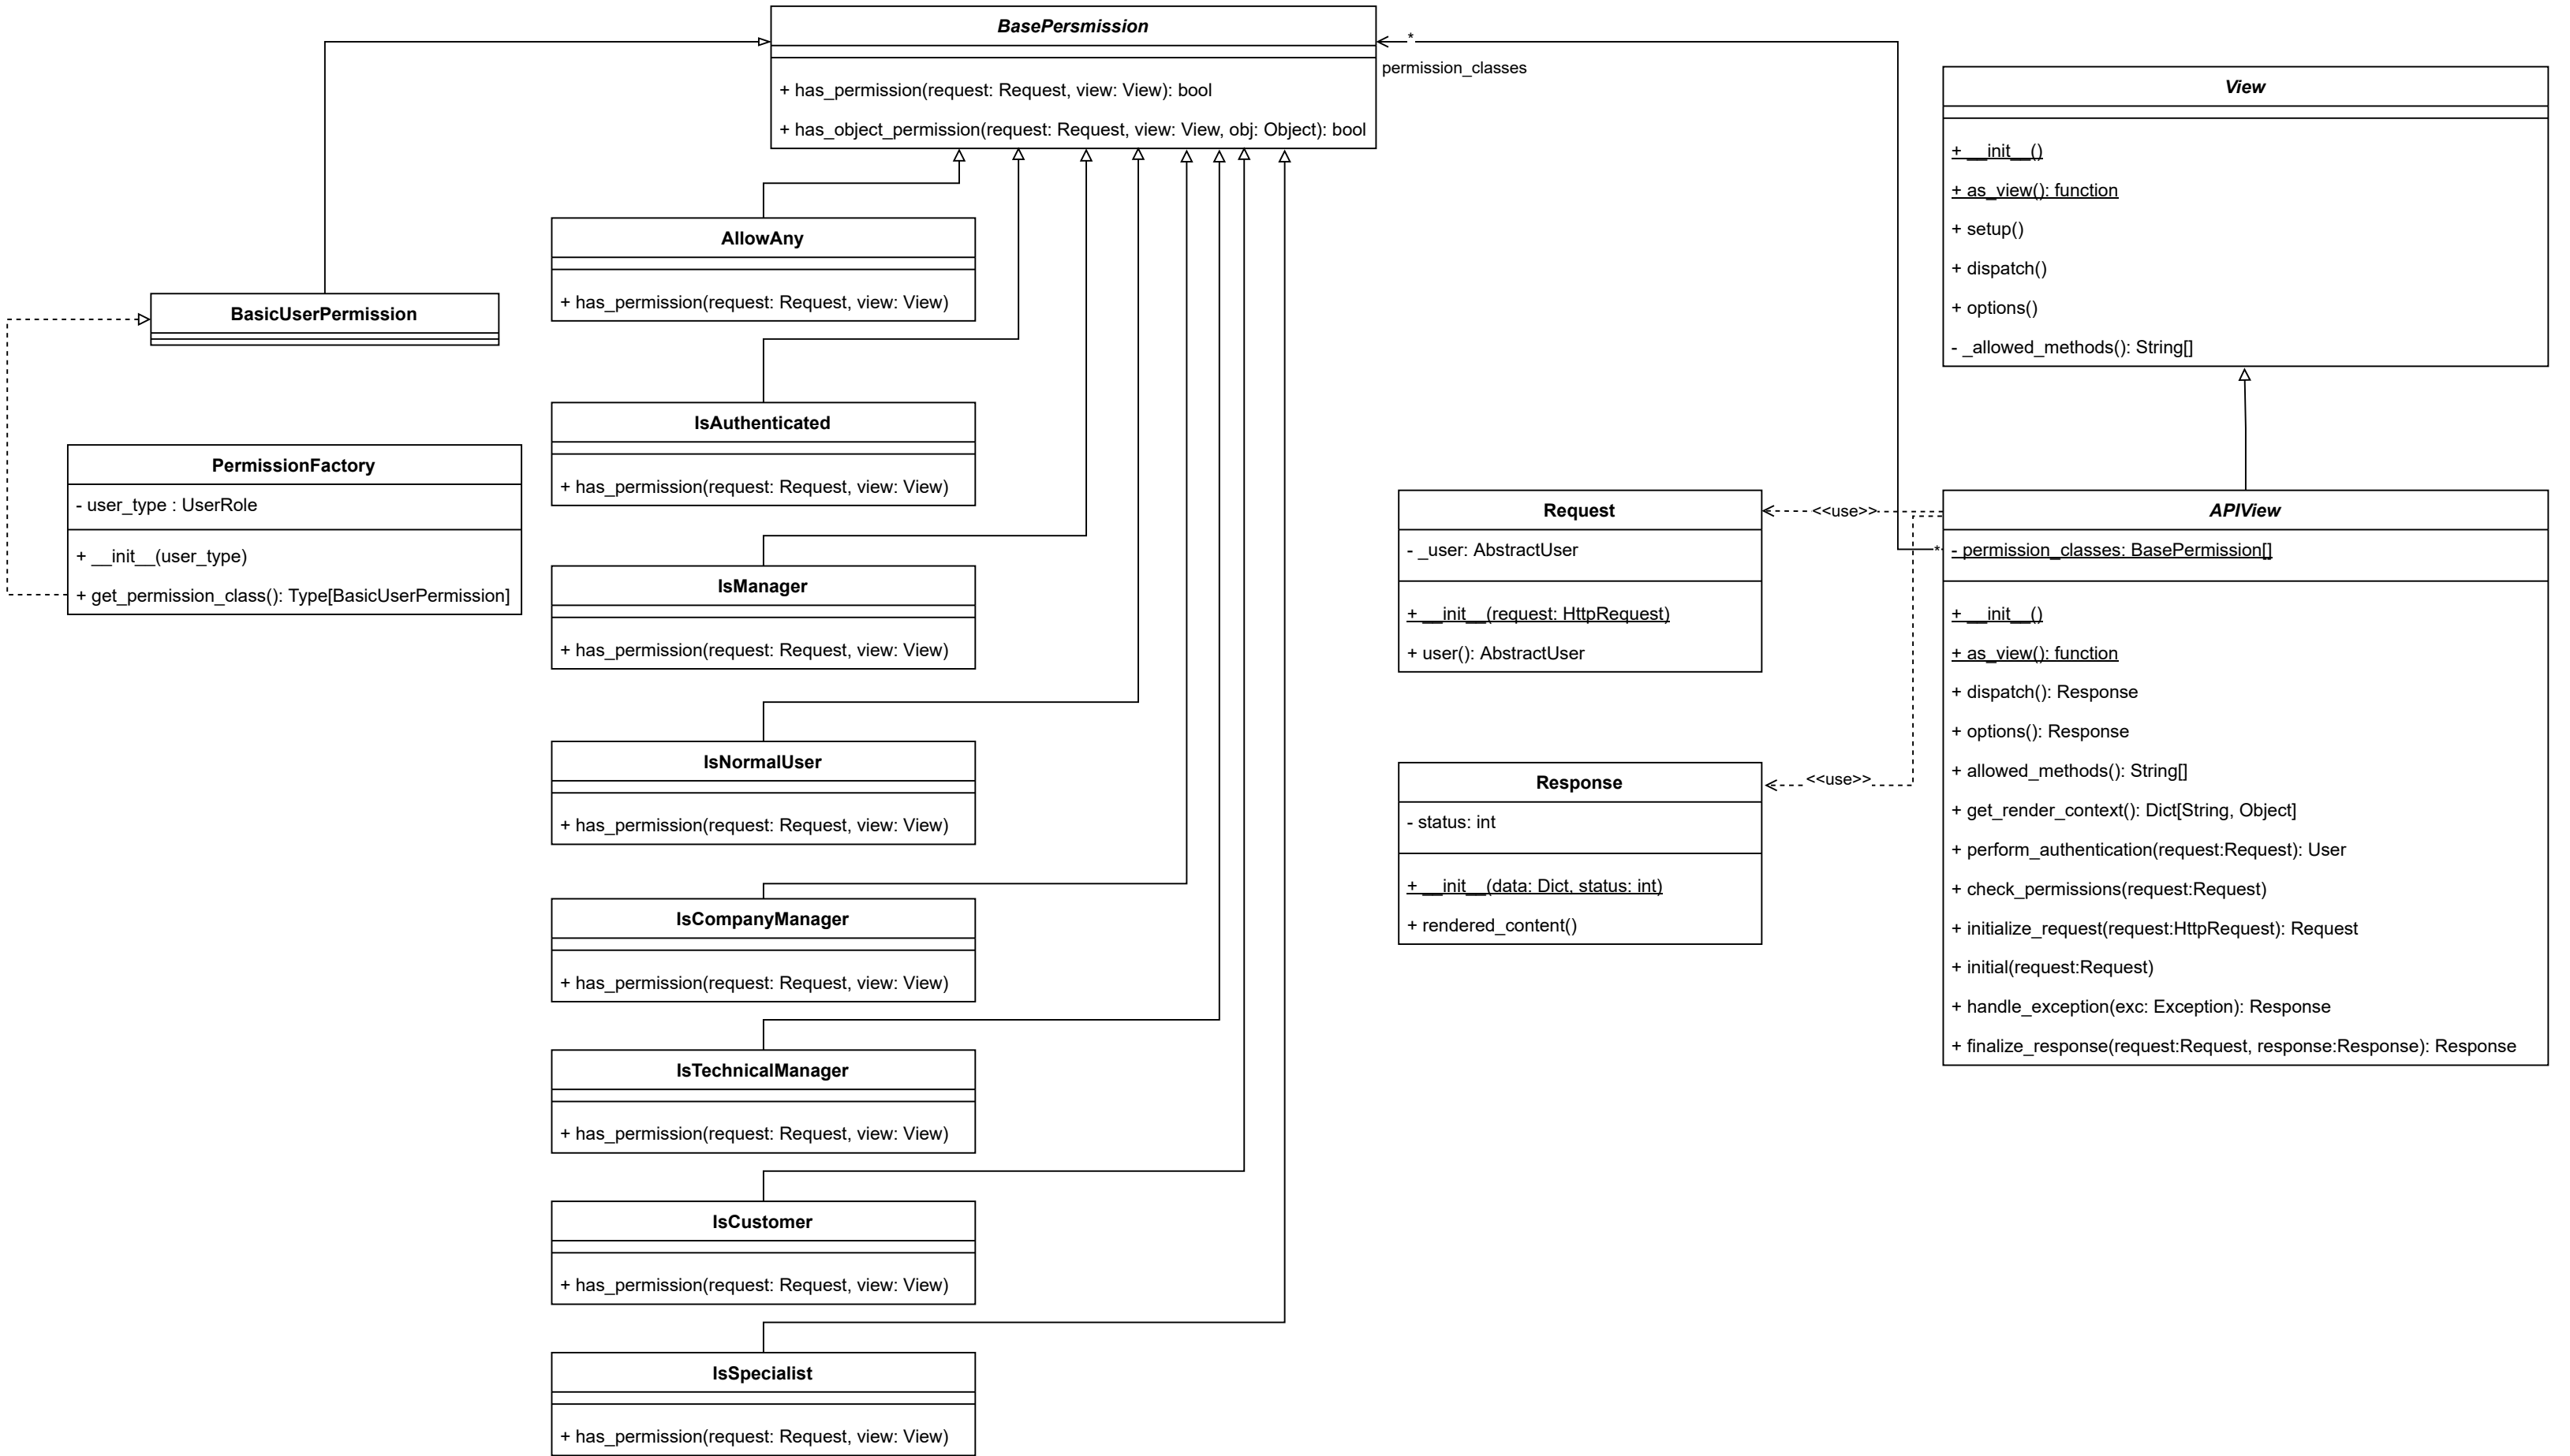 BasePersmission
+ has_permission(request: Request, view: View): bool
+ has_object_permission(request: Request, view: View, obj: Object): bool
*
permission_classes
View
+ __init__()
+ as_view(): function
+ setup()
+ dispatch()
+ options()
- _allowed_methods(): String[]
AllowAny
+ has_permission(request: Request, view: View)
BasicUserPermission
IsAuthenticated
+ has_permission(request: Request, view: View)
PermissionFactory
- user_type : UserRole
+ __init__(user_type)
+ get_permission_class(): Type[BasicUserPermission]
IsManager
+ has_permission(request: Request, view: View)
IsNormalUser
+ has_permission(request: Request, view: View)
IsCompanyManager
+ has_permission(request: Request, view: View)
IsTechnicalManager
+ has_permission(request: Request, view: View)
IsCustomer
+ has_permission(request: Request, view: View)
IsSpecialist
+ has_permission(request: Request, view: View)
Request
- _user: AbstractUser
+ __init__(request: HttpRequest)
+ user(): AbstractUser
<<use>>
Response
- status: int
+ __init__(data: Dict, status: int)
+ rendered_content()
<<use>>
*
APIView
- permission_classes: BasePermission[]
+ __init__()
+ as_view(): function
+ dispatch(): Response
+ options(): Response
+ allowed_methods(): String[]
+ get_render_context(): Dict[String, Object]
+ perform_authentication(request:Request): User
+ check_permissions(request:Request)
+ initialize_request(request:HttpRequest): Request
+ initial(request:Request)
+ handle_exception(exc: Exception): Response
+ finalize_response(request:Request, response:Response): Response